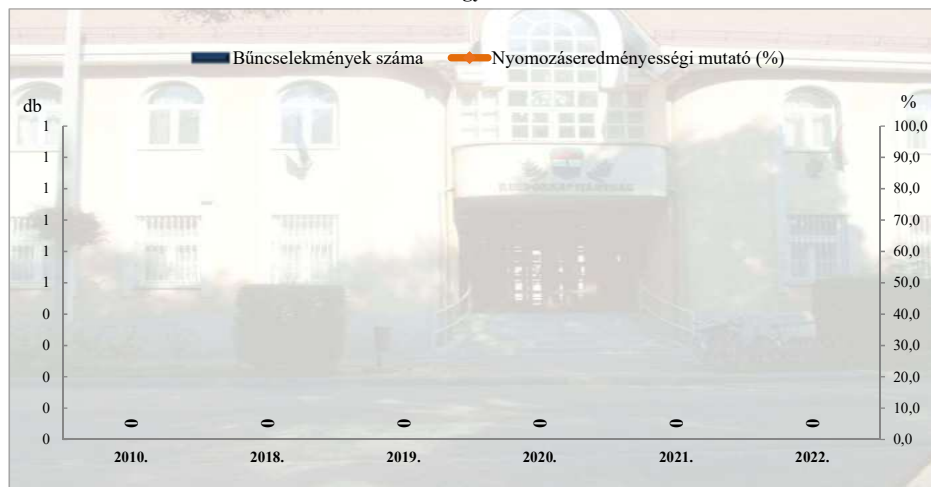 Bűncselekmények száma Nyomozáseredményességi mutató (%)
db %
1 100,0
1 90,0
1 80,0
1 70,0
1 60,0
1 50,0
0 40,0
0 30,0
0 20,0
0 10,0
0 0,0
0 0 0 0 0 0
2010. 2018. 2019. 2020. 2021. 2022.
RENDŐRKAPITÁNYSÁG